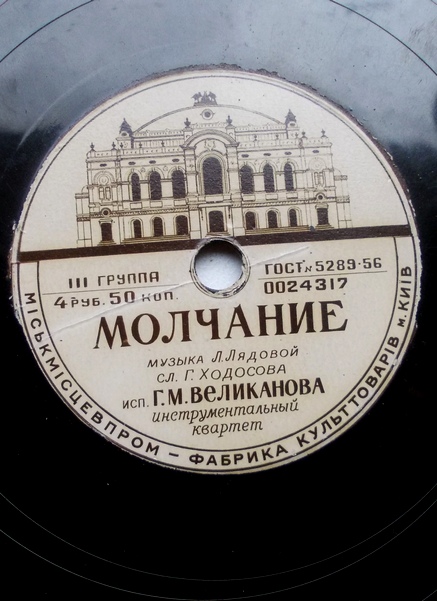 III ГРУППА
4 РУБ. 50 КОП.
ГОСТ № 5289-56
0024317
МОЛЧАНИЕ
МУЗЫКА Л.ЛЯДОВОЙ
СЛ. Г. ХОДОСОВА
ИСП. Г.М.ВЕЛИКАНОВА
инструментальный
квартет
МІСЬКМІСЦЕВПРОМ – ФАБРИКА КУЛЬТТОВАРІВ м. КИЇВ